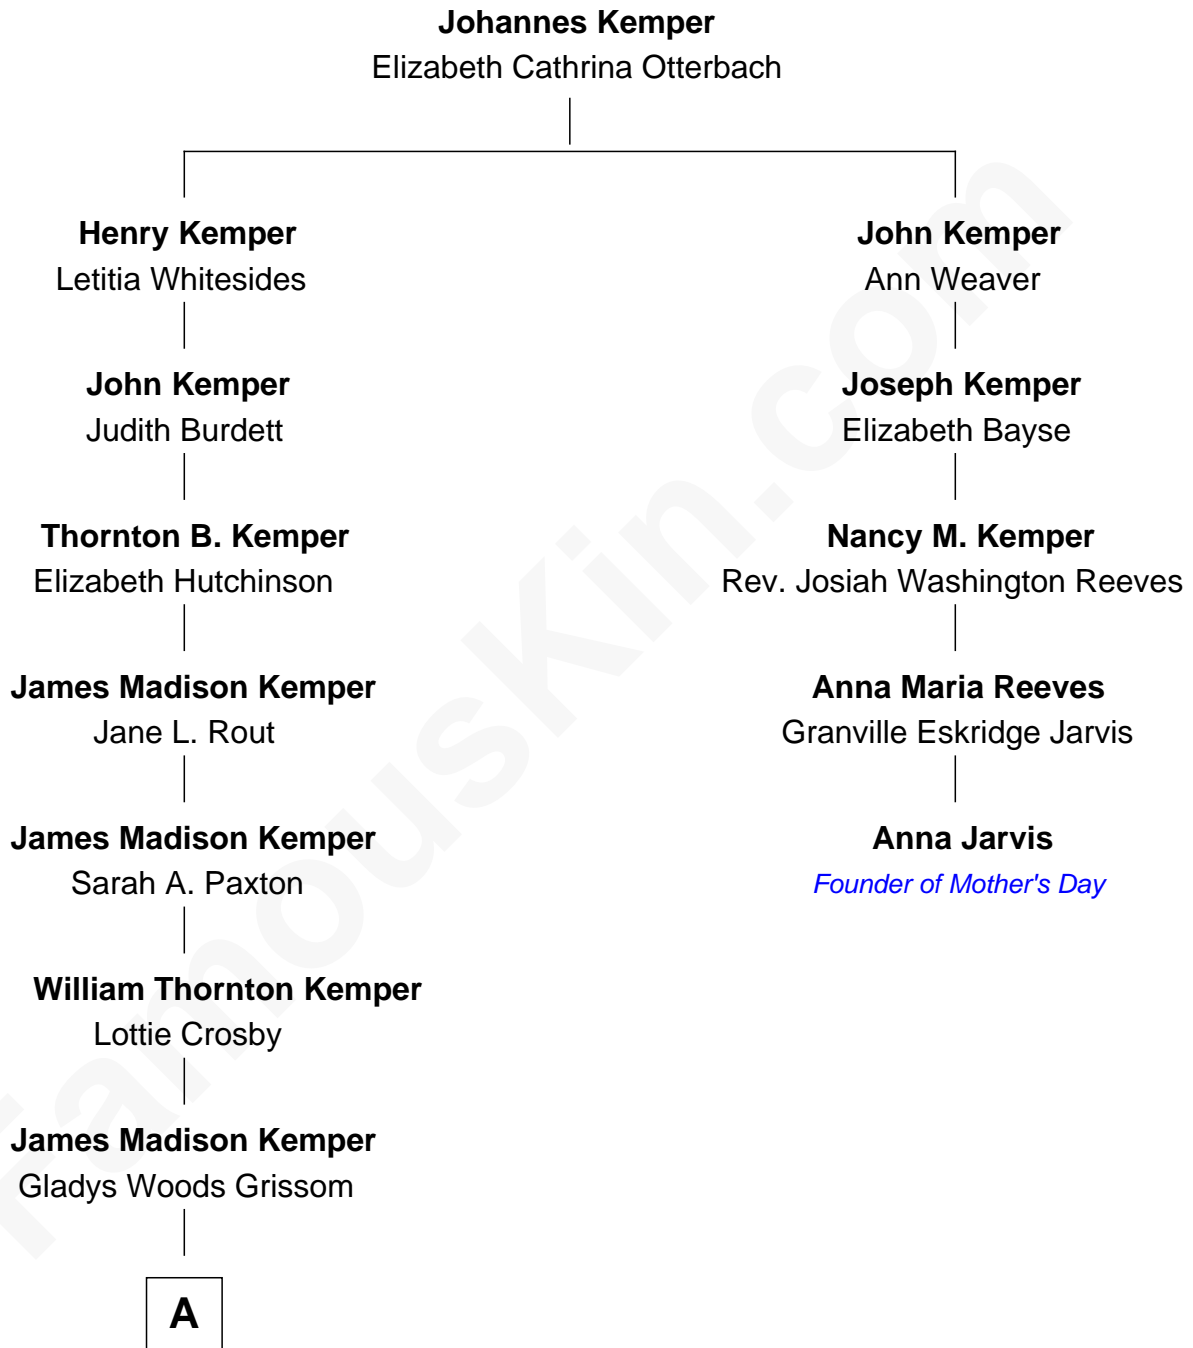 Johannes Kemper
Elizabeth Cathrina Otterbach
Henry Kemper
Letitia Whitesides
John Kemper
Judith Burdett
Thornton B. Kemper
Elizabeth Hutchinson
James Madison Kemper
Jane L. Rout
James Madison Kemper
Sarah A. Paxton
William Thornton Kemper
Lottie Crosby
James Madison Kemper
Gladys Woods Grissom
A
John Kemper
Ann Weaver
Joseph Kemper
Elizabeth Bayse
Nancy M. Kemper
Rev. Josiah Washington Reeves
Anna Maria Reeves
Granville Eskridge Jarvis
Anna Jarvis
Founder of Mother's Day
FamousKin.com